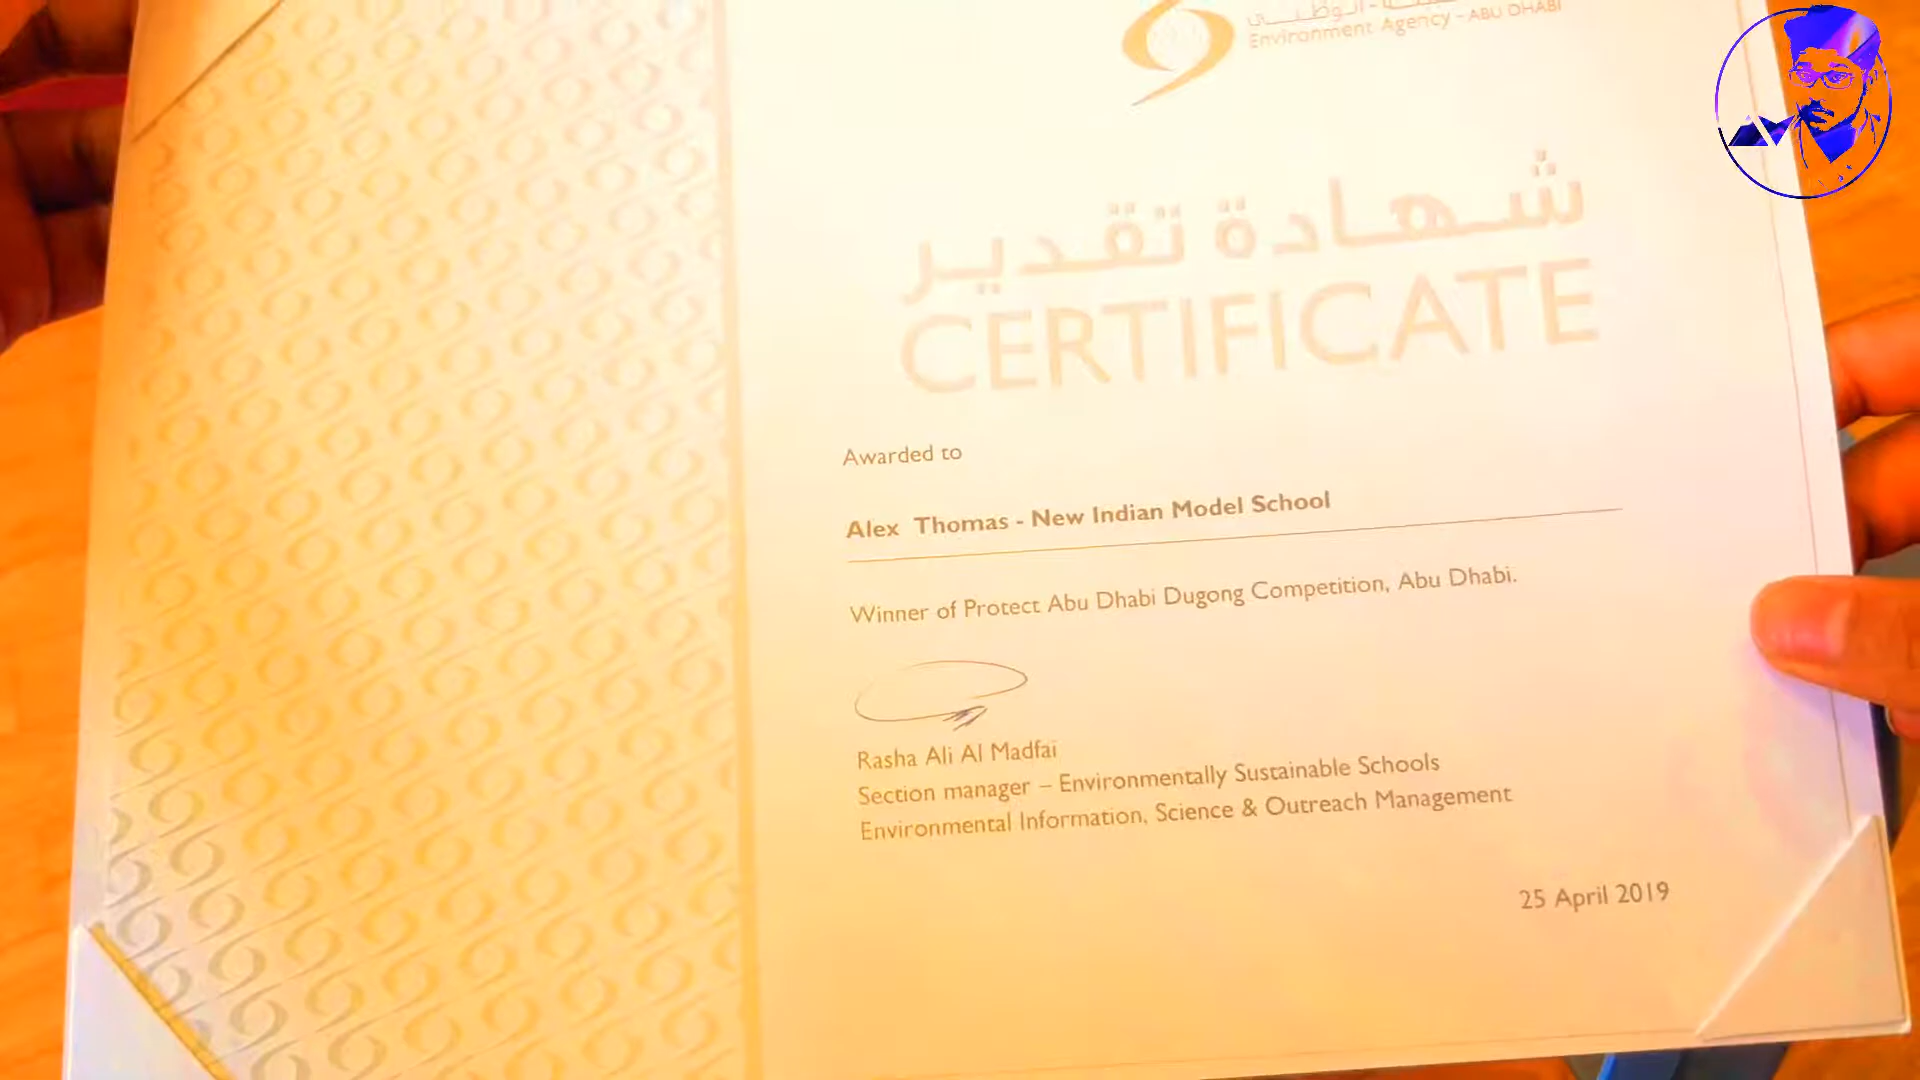 Environment Agency - ABU DHABI
شهادة تقدير
CERTIFICATE
Awarded to
Alex Thomas - New Indian Model School
Winner of Protect Abu Dhabi Dugong Competition, Abu Dhabi.
Rasha Ali Al Madfai
Section manager – Environmentally Sustainable Schools
Environmental Information, Science & Outreach Management
25 April 2019